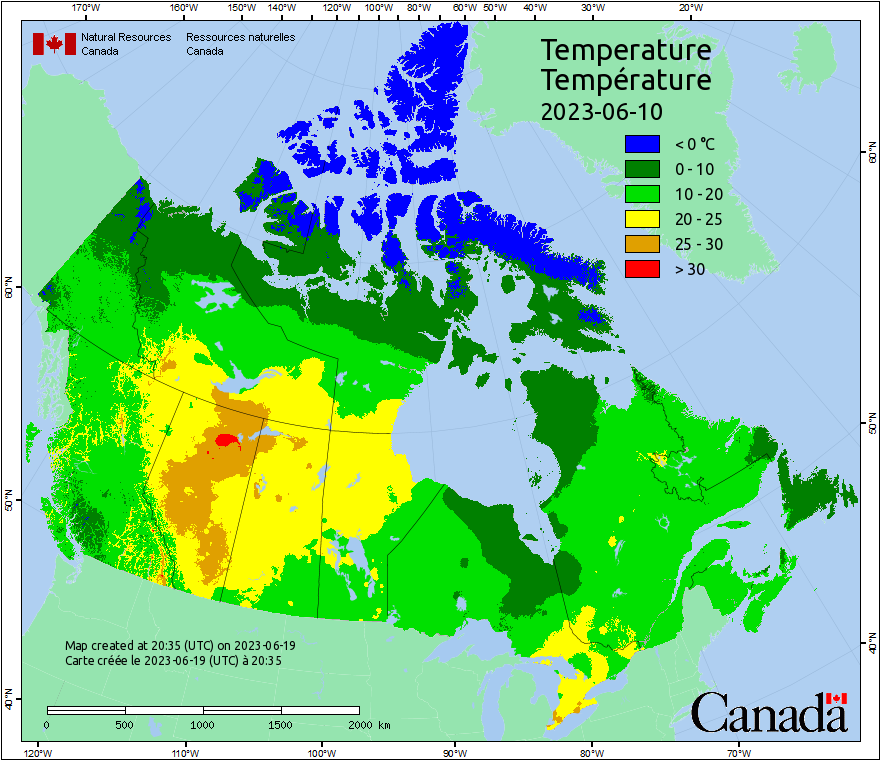 170°W 160°W 150°W 140°W 120°W 100°W 80°W 60°W 50°W 40°W 30°W 20°W
Natural Resources Ressources naturelles
Canada Canada
Temperature
Température
2023-06-10
< 0 °C
0 - 10
10 - 20
20 - 25
25 - 30
> 30
60°N
60°N
50°N
50°N
40°N
40°N
Map created at 20:35 (UTC) on 2023-06-19
Carte créée le 2023-06-19 (UTC) à 20:35
0 500 1000 1500 2000 km
Canada
120°W 110°W 100°W 90°W 80°W 70°W